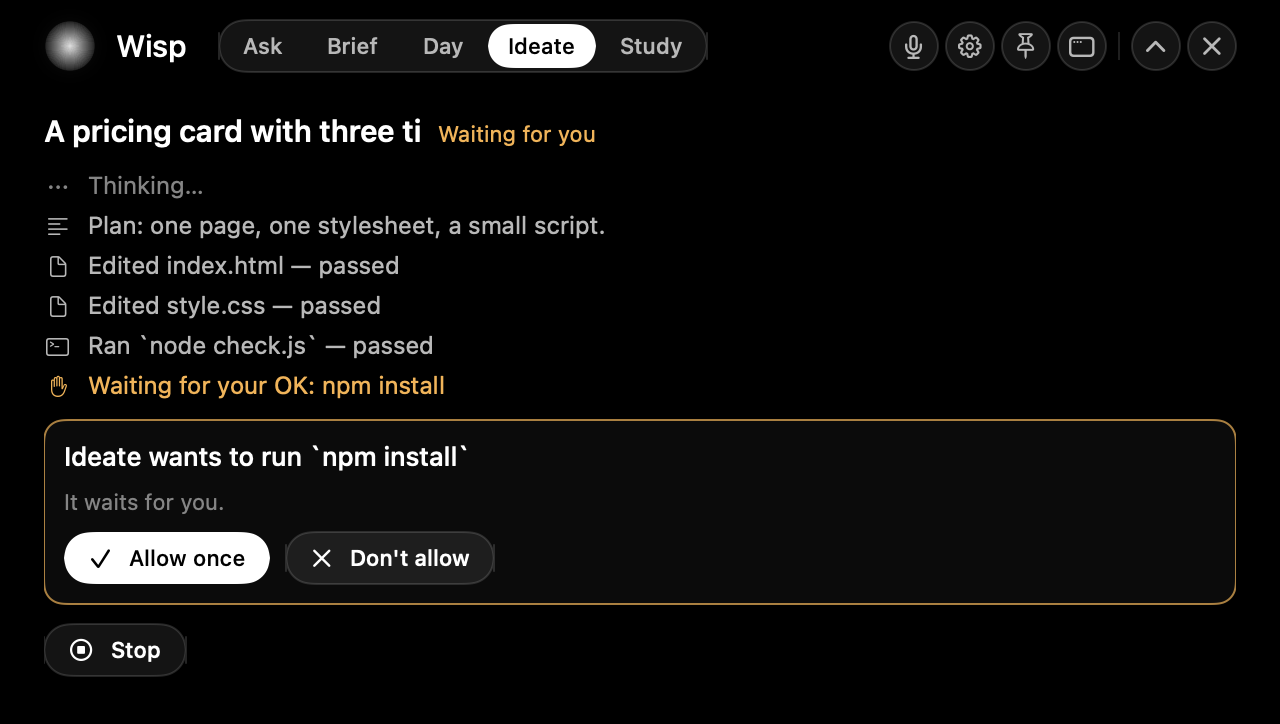 Wisp Ask Brief Day Ideate Study
A pricing card with three ti Waiting for you
Thinking...
Plan: one page, one stylesheet, a small script.
Edited index.html — passed
Edited style.css — passed
Ran `node check.js` — passed
Waiting for your OK: npm install
Ideate wants to run `npm install`
It waits for you.
Allow once Don't allow
Stop